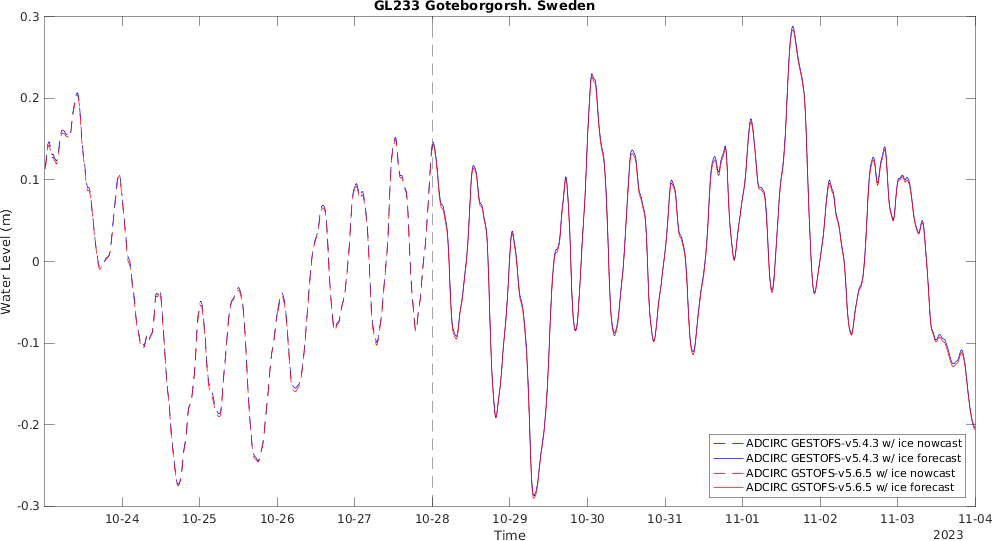 GL233 Goteborgorsh. Sweden
0.3
0.2
0.1
0
-0.1
-0.2
-0.3
Water Level (m)
ADCIRC GESTOFS-v5.4.3 w/ ice nowcast
ADCIRC GESTOFS-v5.4.3 w/ ice forecast
ADCIRC GSTOFS-v5.6.5 w/ ice nowcast
ADCIRC GSTOFS-v5.6.5 w/ ice forecast
10-24 10-25 10-26 10-27 10-28 10-29 10-30 10-31 11-01 11-02 11-03 11-04
Time
2023